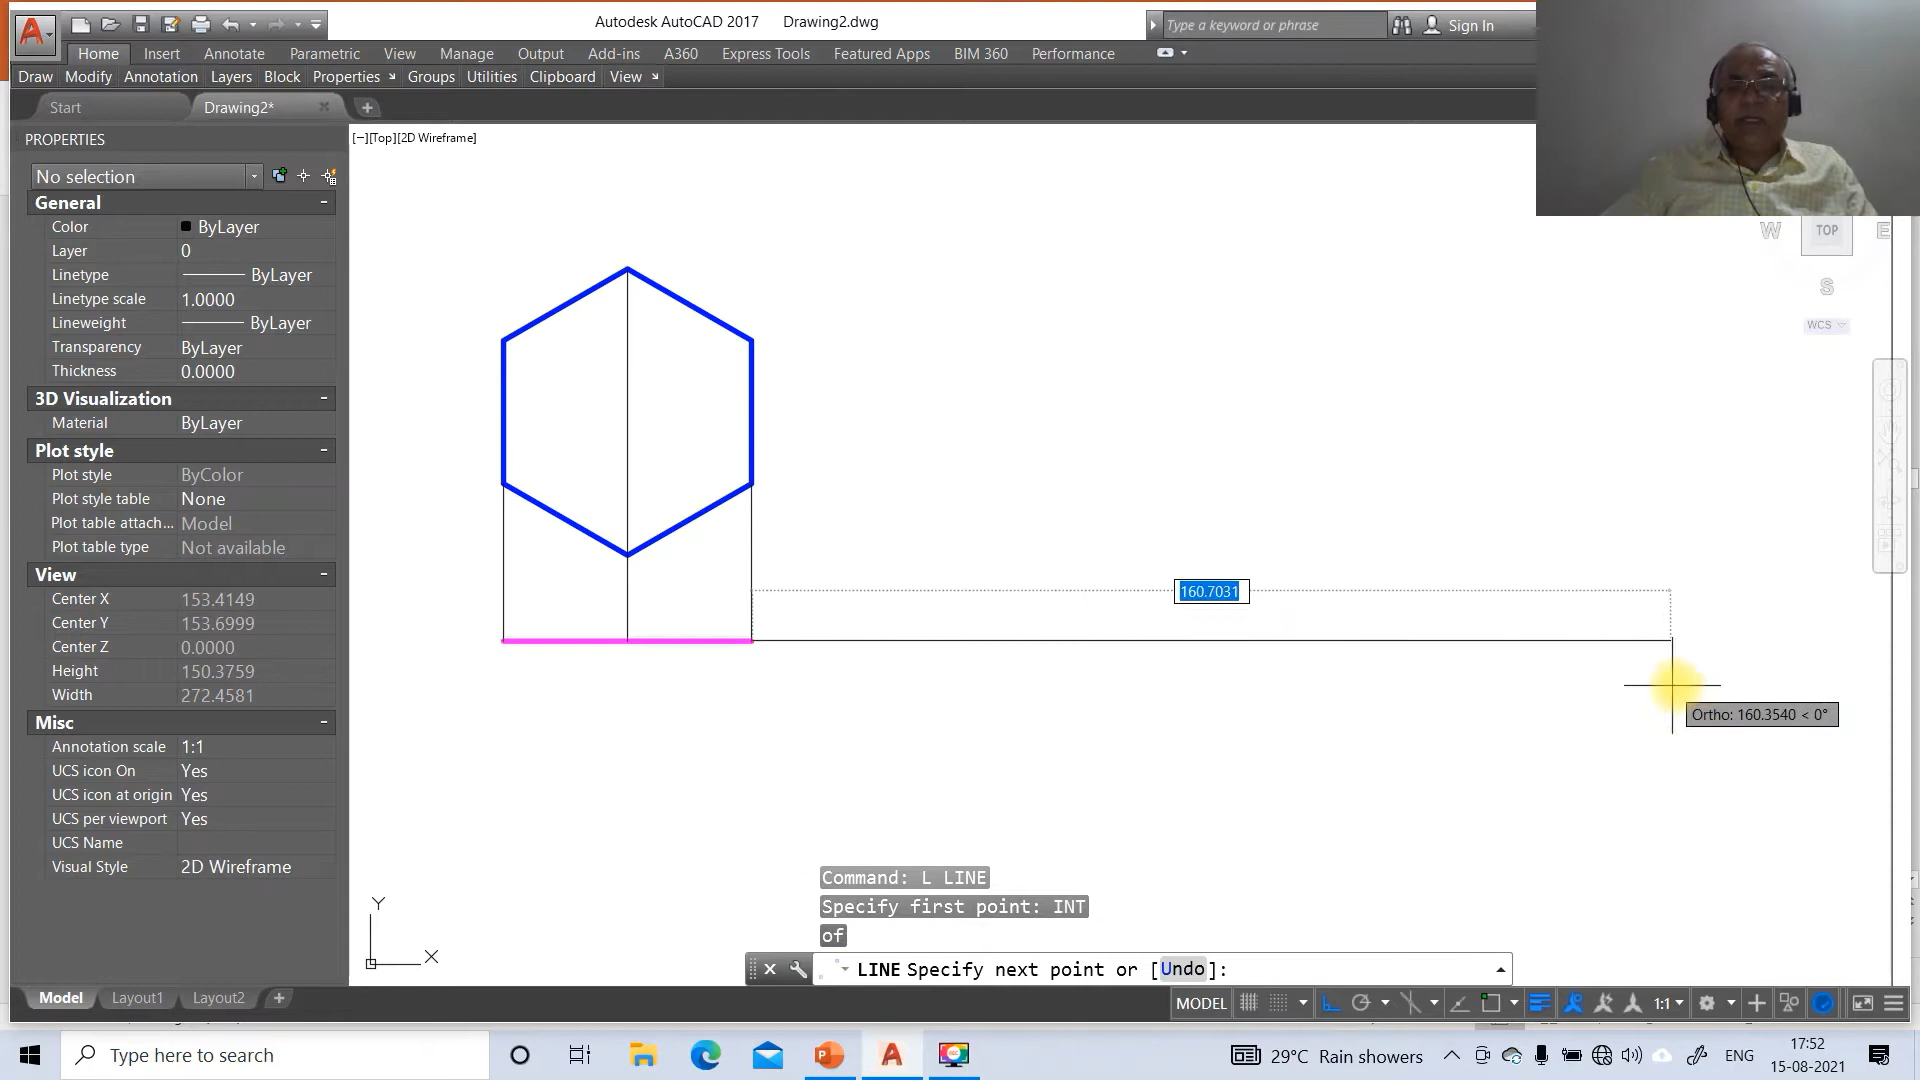 Autodesk AutoCAD 2017 Drawing2.dwg
Type a keyword or phrase
Sign In
Home Insert Annotate Parametric View Manage Output Add-ins A360 Express Tools Featured Apps BIM 360 Performance
Draw Modify Annotation Layers Block Properties Groups Utilities Clipboard View
Start Drawing2*
PROPERTIES
[−][Top][2D Wireframe]
No selection
General
Color ByLayer
Layer 0
Linetype ByLayer
Linetype scale 1.0000
Lineweight ByLayer
Transparency ByLayer
Thickness 0.0000
3D Visualization
Material ByLayer
Plot style
Plot style ByColor
Plot style table None
Plot table attach... Model
Plot table type Not available
View
Center X 153.4149
Center Y 153.6999
Center Z 0.0000
Height 150.3759
Width 272.4581
Misc
Annotation scale 1:1
UCS icon On Yes
UCS icon at origin Yes
UCS per viewport Yes
UCS Name
Visual Style 2D Wireframe
W TOP E
S
WCS
160.7031
Ortho: 160.3540 < 0°
Y
X
Command: L LINE
Specify first point: INT
of
LINE Specify next point or [Undo]:
Model Layout1 Layout2
MODEL 1:1
Type here to search
29°C Rain showers
ENG
17:52
15-08-2021